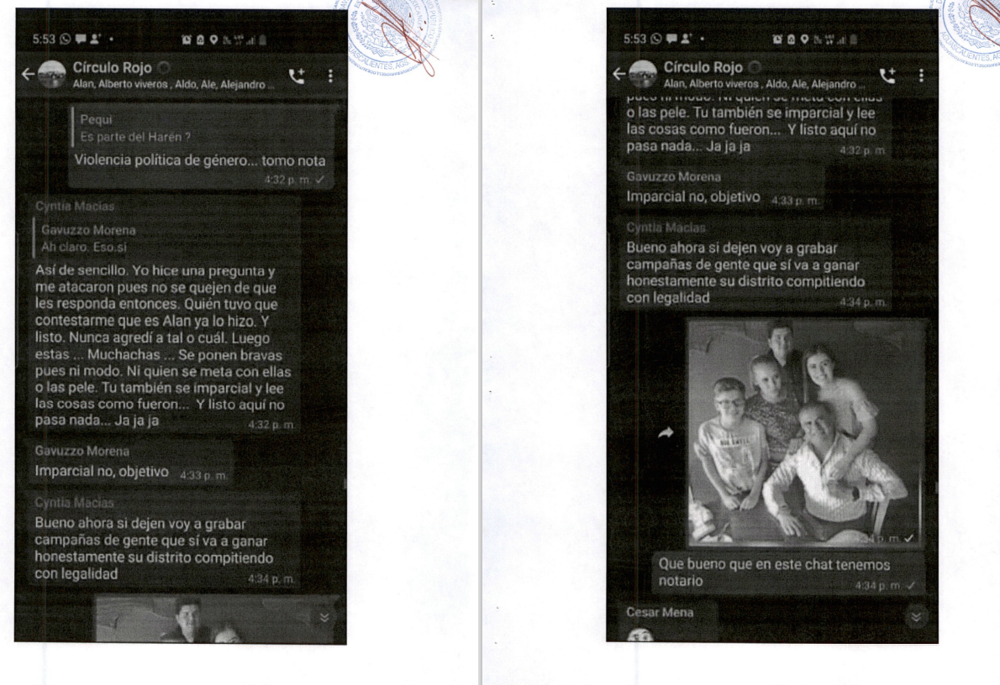 5:53
Círculo Rojo
Alan, Alberto viveros , Aldo, Ale, Alejandro ...
Pequi
Es parte del Harén ?
Violencia política de género... tomo nota
4:32 p. m.
Cyntia Macias
Gavuzzo Morena
Ah claro. Eso.si
Así de sencillo. Yo hice una pregunta y
me atacaron pues no se quejen de que
les responda entonces. Quién tuvo que
contestarme que es Alan ya lo hizo. Y
listo. Nunca agredí a tal o cuál. Luego
estas ... Muchachas ... Se ponen bravas
pues ni modo. Ni quien se meta con ellas
o las pele. Tu también se imparcial y lee
las cosas como fueron... Y listo aquí no
pasa nada... Ja ja ja
4:32 p. m.
Gavuzzo Morena
Imparcial no, objetivo
4:33 p. m.
Cyntia Macias
Bueno ahora si dejen voy a grabar
campañas de gente que sí va a ganar
honestamente su distrito compitiendo
con legalidad
4:34 p. m.
AGUASCALIENTES, AGS.
5:53
Círculo Rojo
Alan, Alberto viveros , Aldo, Ale, Alejandro ...
pues ni modo. Ni quien se meta con ellas
o las pele. Tu también se imparcial y lee
las cosas como fueron... Y listo aquí no
pasa nada... Ja ja ja
4:32 p. m.
Gavuzzo Morena
Imparcial no, objetivo
4:33 p. m.
Cyntia Macias
Bueno ahora si dejen voy a grabar
campañas de gente que sí va a ganar
honestamente su distrito compitiendo
con legalidad
4:34 p. m.
p. m.
Que bueno que en este chat tenemos
notario
4:34 p. m.
Cesar Mena